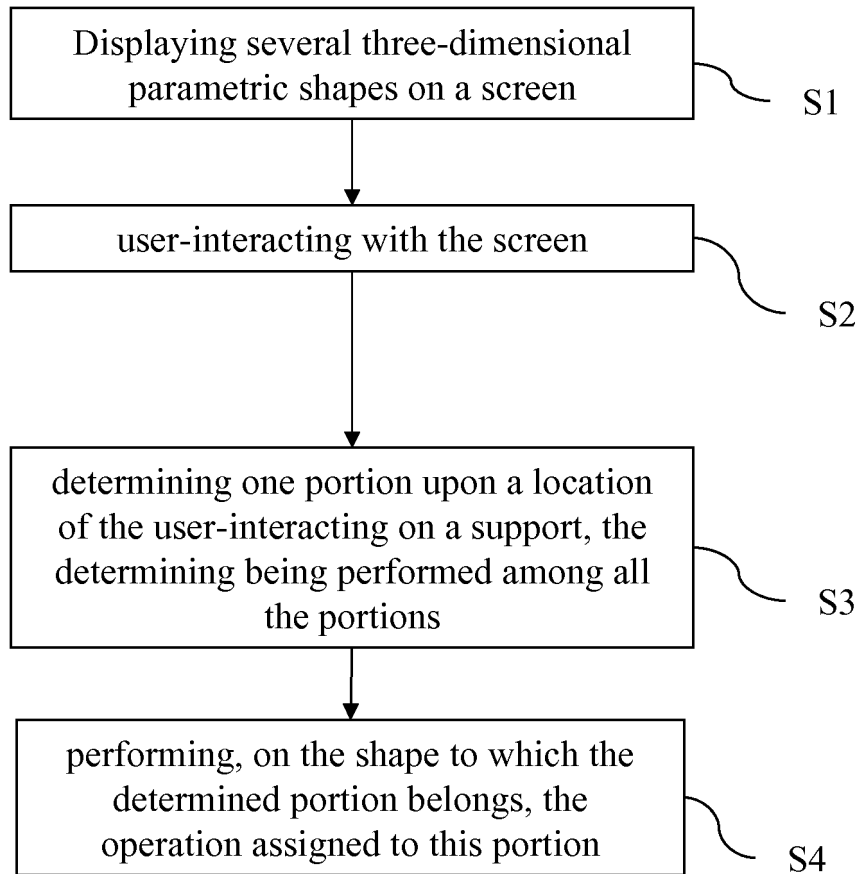 Displaying several three-dimensional
parametric shapes on a screen
S1
user-interacting with the screen
S2
determining one portion upon a location
of the user-interacting on a support, the
determining being performed among all
the portions
S3
performing, on the shape to which the
determined portion belongs, the
operation assigned to this portion
S4